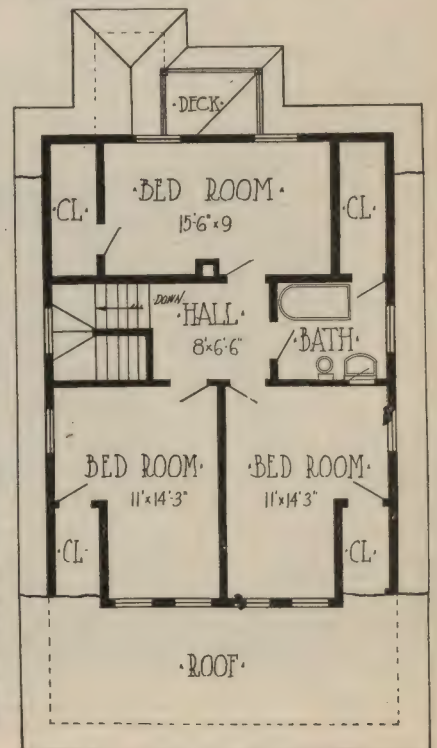 ·DECK·
·BED ROOM·
15'-6" x 9
·CL·
·CL·
DOWN
·HALL·
8'x6'-6"
·BATH·
·BED ROOM·
11'x14'-3"
·BED ROOM·
11'x14'-3"
·CL·
·CL·
·ROOF·